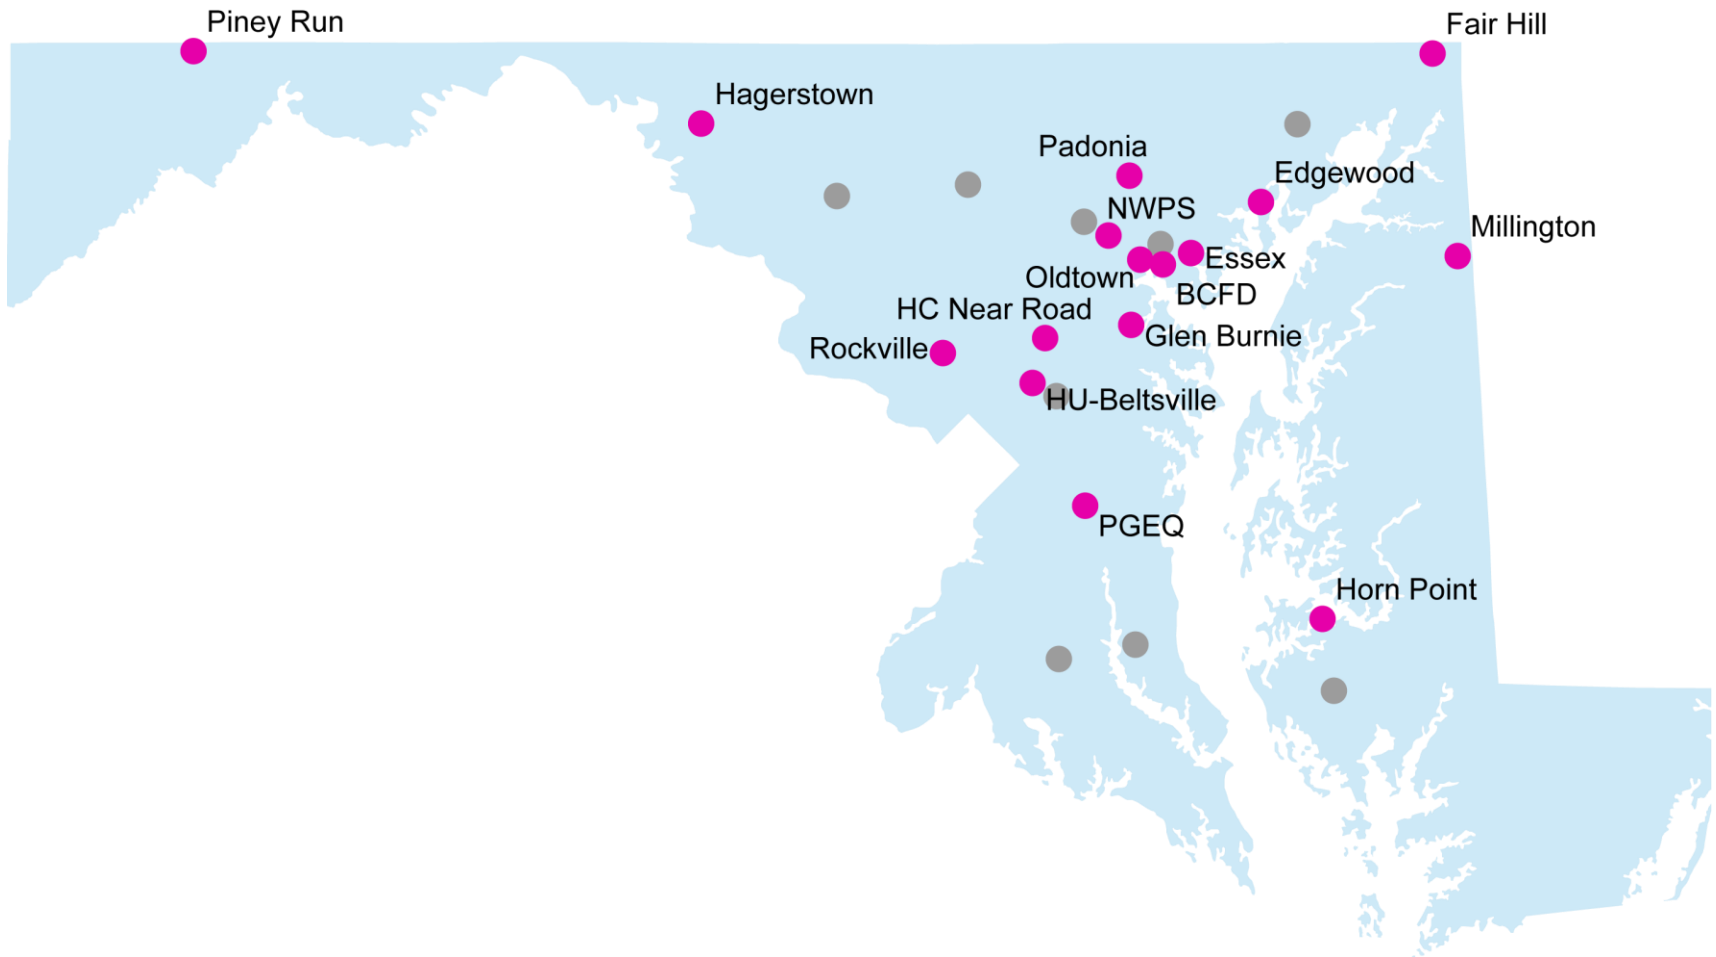 Piney Run
Fair Hill
Hagerstown
Padonia
Edgewood
NWPS
Millington
Essex
Oldtown
BCFD
HC Near Road
Glen Burnie
Rockville
HU-Beltsville
PGEQ
Horn Point